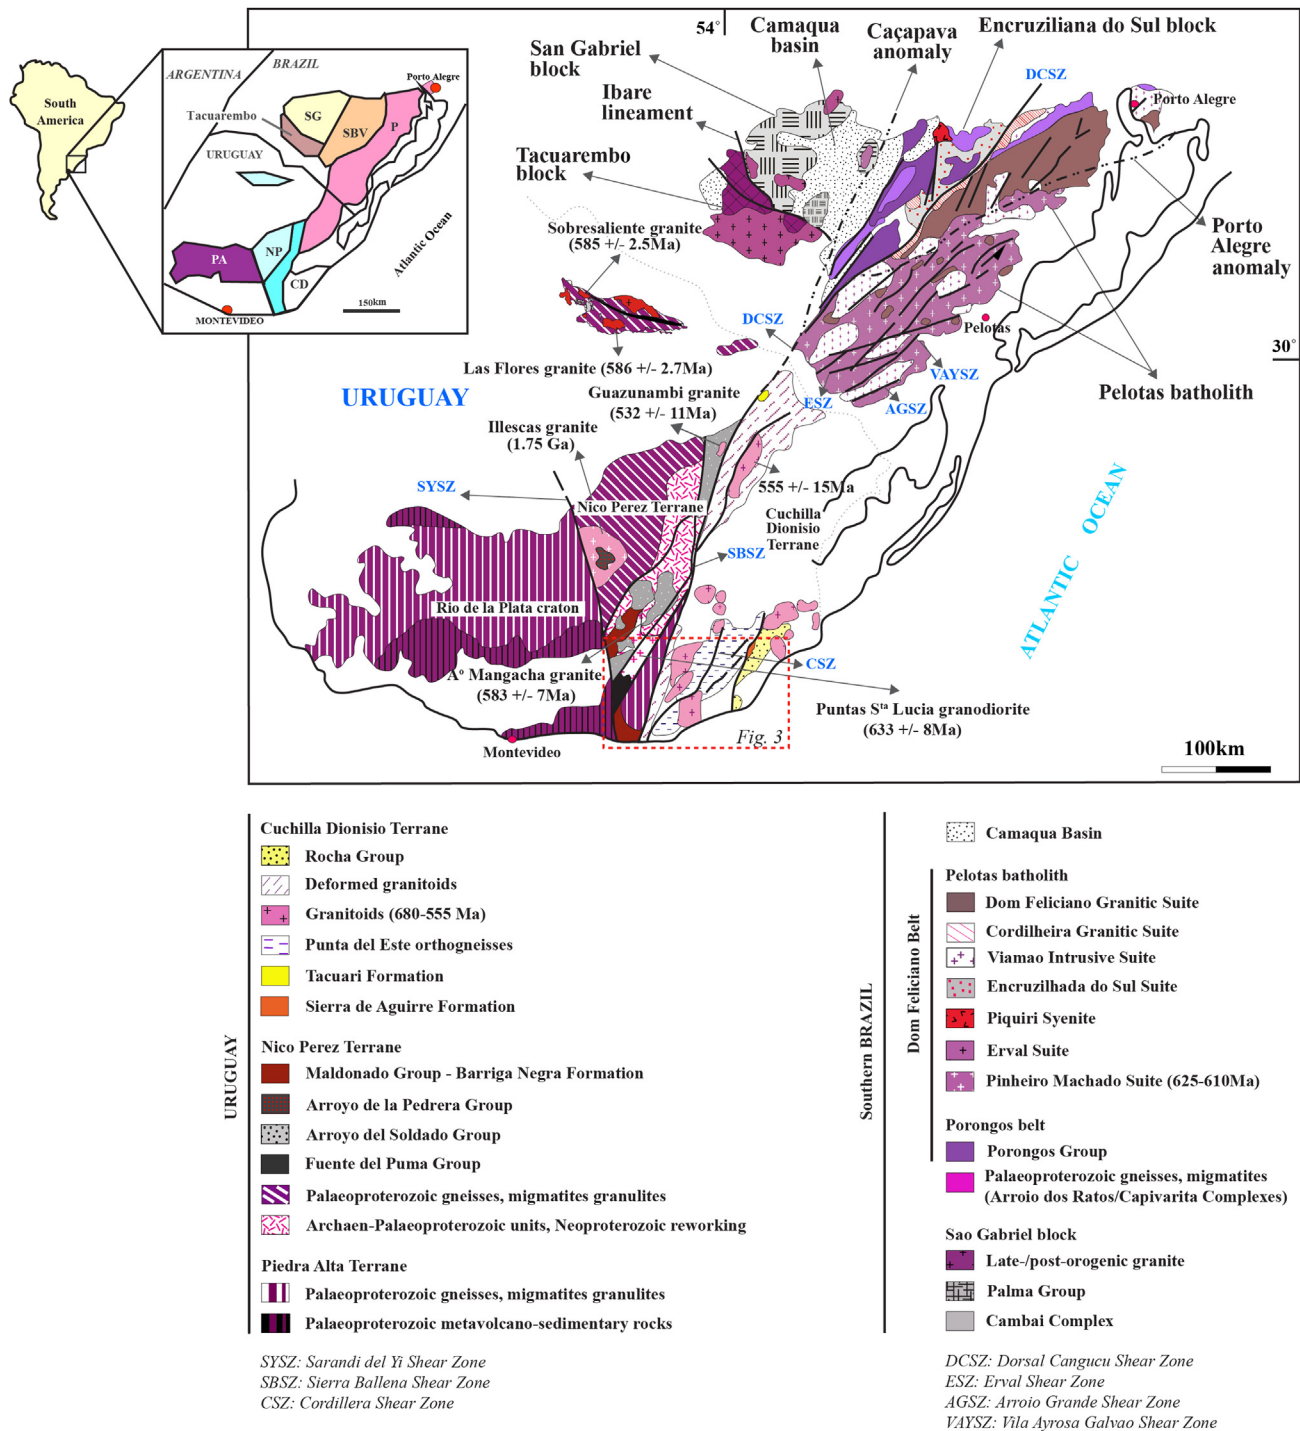 54°
Camaqua
basin
Caçapava
anomaly
Encruziliana do Sul block
San Gabriel
block
Ibare
lineament
Tacuarembo
block
DCSZ
Porto Alegre
Porto
Alegre
anomaly
South
America
ARGENTINA
BRAZIL
Porto Alegre
Tacuarembo
SG
SBV
P
URUGUAY
PA
NP
CD
Atlantic Ocean
150km
MONTEVIDEO
Sobresaliente granite
(585 +/- 2.5Ma)
DCSZ
Pelotas
30°
Las Flores granite (586 +/- 2.7Ma)
VAYSZ
Pelotas batholith
URUGUAY
Guazunambi granite
(532 +/- 11Ma)
ESZ
AGSZ
Illescas granite
(1.75 Ga)
SYSZ
555 +/- 15Ma
Nico Perez Terrane
Cuchilla
Dionisio
Terrane
SBSZ
ATLANTIC OCEAN
Rio de la Plata craton
CSZ
Aº Mangacha granite
(583 +/- 7Ma)
Puntas Sta Lucia granodiorite
(633 +/- 8Ma)
Fig. 3
Montevideo
100km
URUGUAY
Cuchilla Dionisio Terrane
Rocha Group
Deformed granitoids
Granitoids (680-555 Ma)
Punta del Este orthogneisses
Tacuari Formation
Sierra de Aguirre Formation
Nico Perez Terrane
Maldonado Group - Barriga Negra Formation
Arroyo de la Pedrera Group
Arroyo del Soldado Group
Fuente del Puma Group
Palaeoproterozoic gneisses, migmatites granulites
Archaen-Palaeoproterozoic units, Neoproterozoic reworking
Piedra Alta Terrane
Palaeoproterozoic gneisses, migmatites granulites
Palaeoproterozoic metavolcano-sedimentary rocks
SYSZ: Sarandi del Yi Shear Zone
SBSZ: Sierra Ballena Shear Zone
CSZ: Cordillera Shear Zone
Southern BRAZIL
Camaqua Basin
Dom Feliciano Belt
Pelotas batholith
Dom Feliciano Granitic Suite
Cordilheira Granitic Suite
Viamao Intrusive Suite
Encruzilhada do Sul Suite
Piquiri Syenite
Erval Suite
Pinheiro Machado Suite (625-610Ma)
Porongos belt
Porongos Group
Palaeoproterozoic gneisses, migmatites
(Arroio dos Ratos/Capivarita Complexes)
Sao Gabriel block
Late-/post-orogenic granite
Palma Group
Cambai Complex
DCSZ: Dorsal Cangucu Shear Zone
ESZ: Erval Shear Zone
AGSZ: Arroio Grande Shear Zone
VAYSZ: Vila Ayrosa Galvao Shear Zone